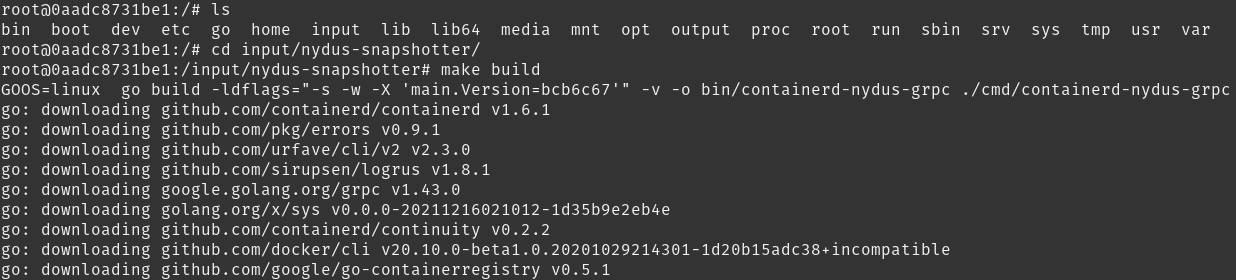 root@0aadc8731be1:/# ls
bin  boot  dev  etc  go  home  input  lib  lib64  media  mnt  opt  output  proc  root  run  sbin  srv  sys  tmp  usr  var
root@0aadc8731be1:/# cd input/nydus-snapshotter/
root@0aadc8731be1:/input/nydus-snapshotter# make build
GOOS=linux  go build -ldflags="-s -w -X 'main.Version=bcb6c67'" -v -o bin/containerd-nydus-grpc ./cmd/containerd-nydus-grpc
go: downloading github.com/containerd/containerd v1.6.1
go: downloading github.com/pkg/errors v0.9.1
go: downloading github.com/urfave/cli/v2 v2.3.0
go: downloading github.com/sirupsen/logrus v1.8.1
go: downloading google.golang.org/grpc v1.43.0
go: downloading golang.org/x/sys v0.0.0-20211216021012-1d35b9e2eb4e
go: downloading github.com/containerd/continuity v0.2.2
go: downloading github.com/docker/cli v20.10.0-beta1.0.20201029214301-1d20b15adc38+incompatible
go: downloading github.com/google/go-containerregistry v0.5.1